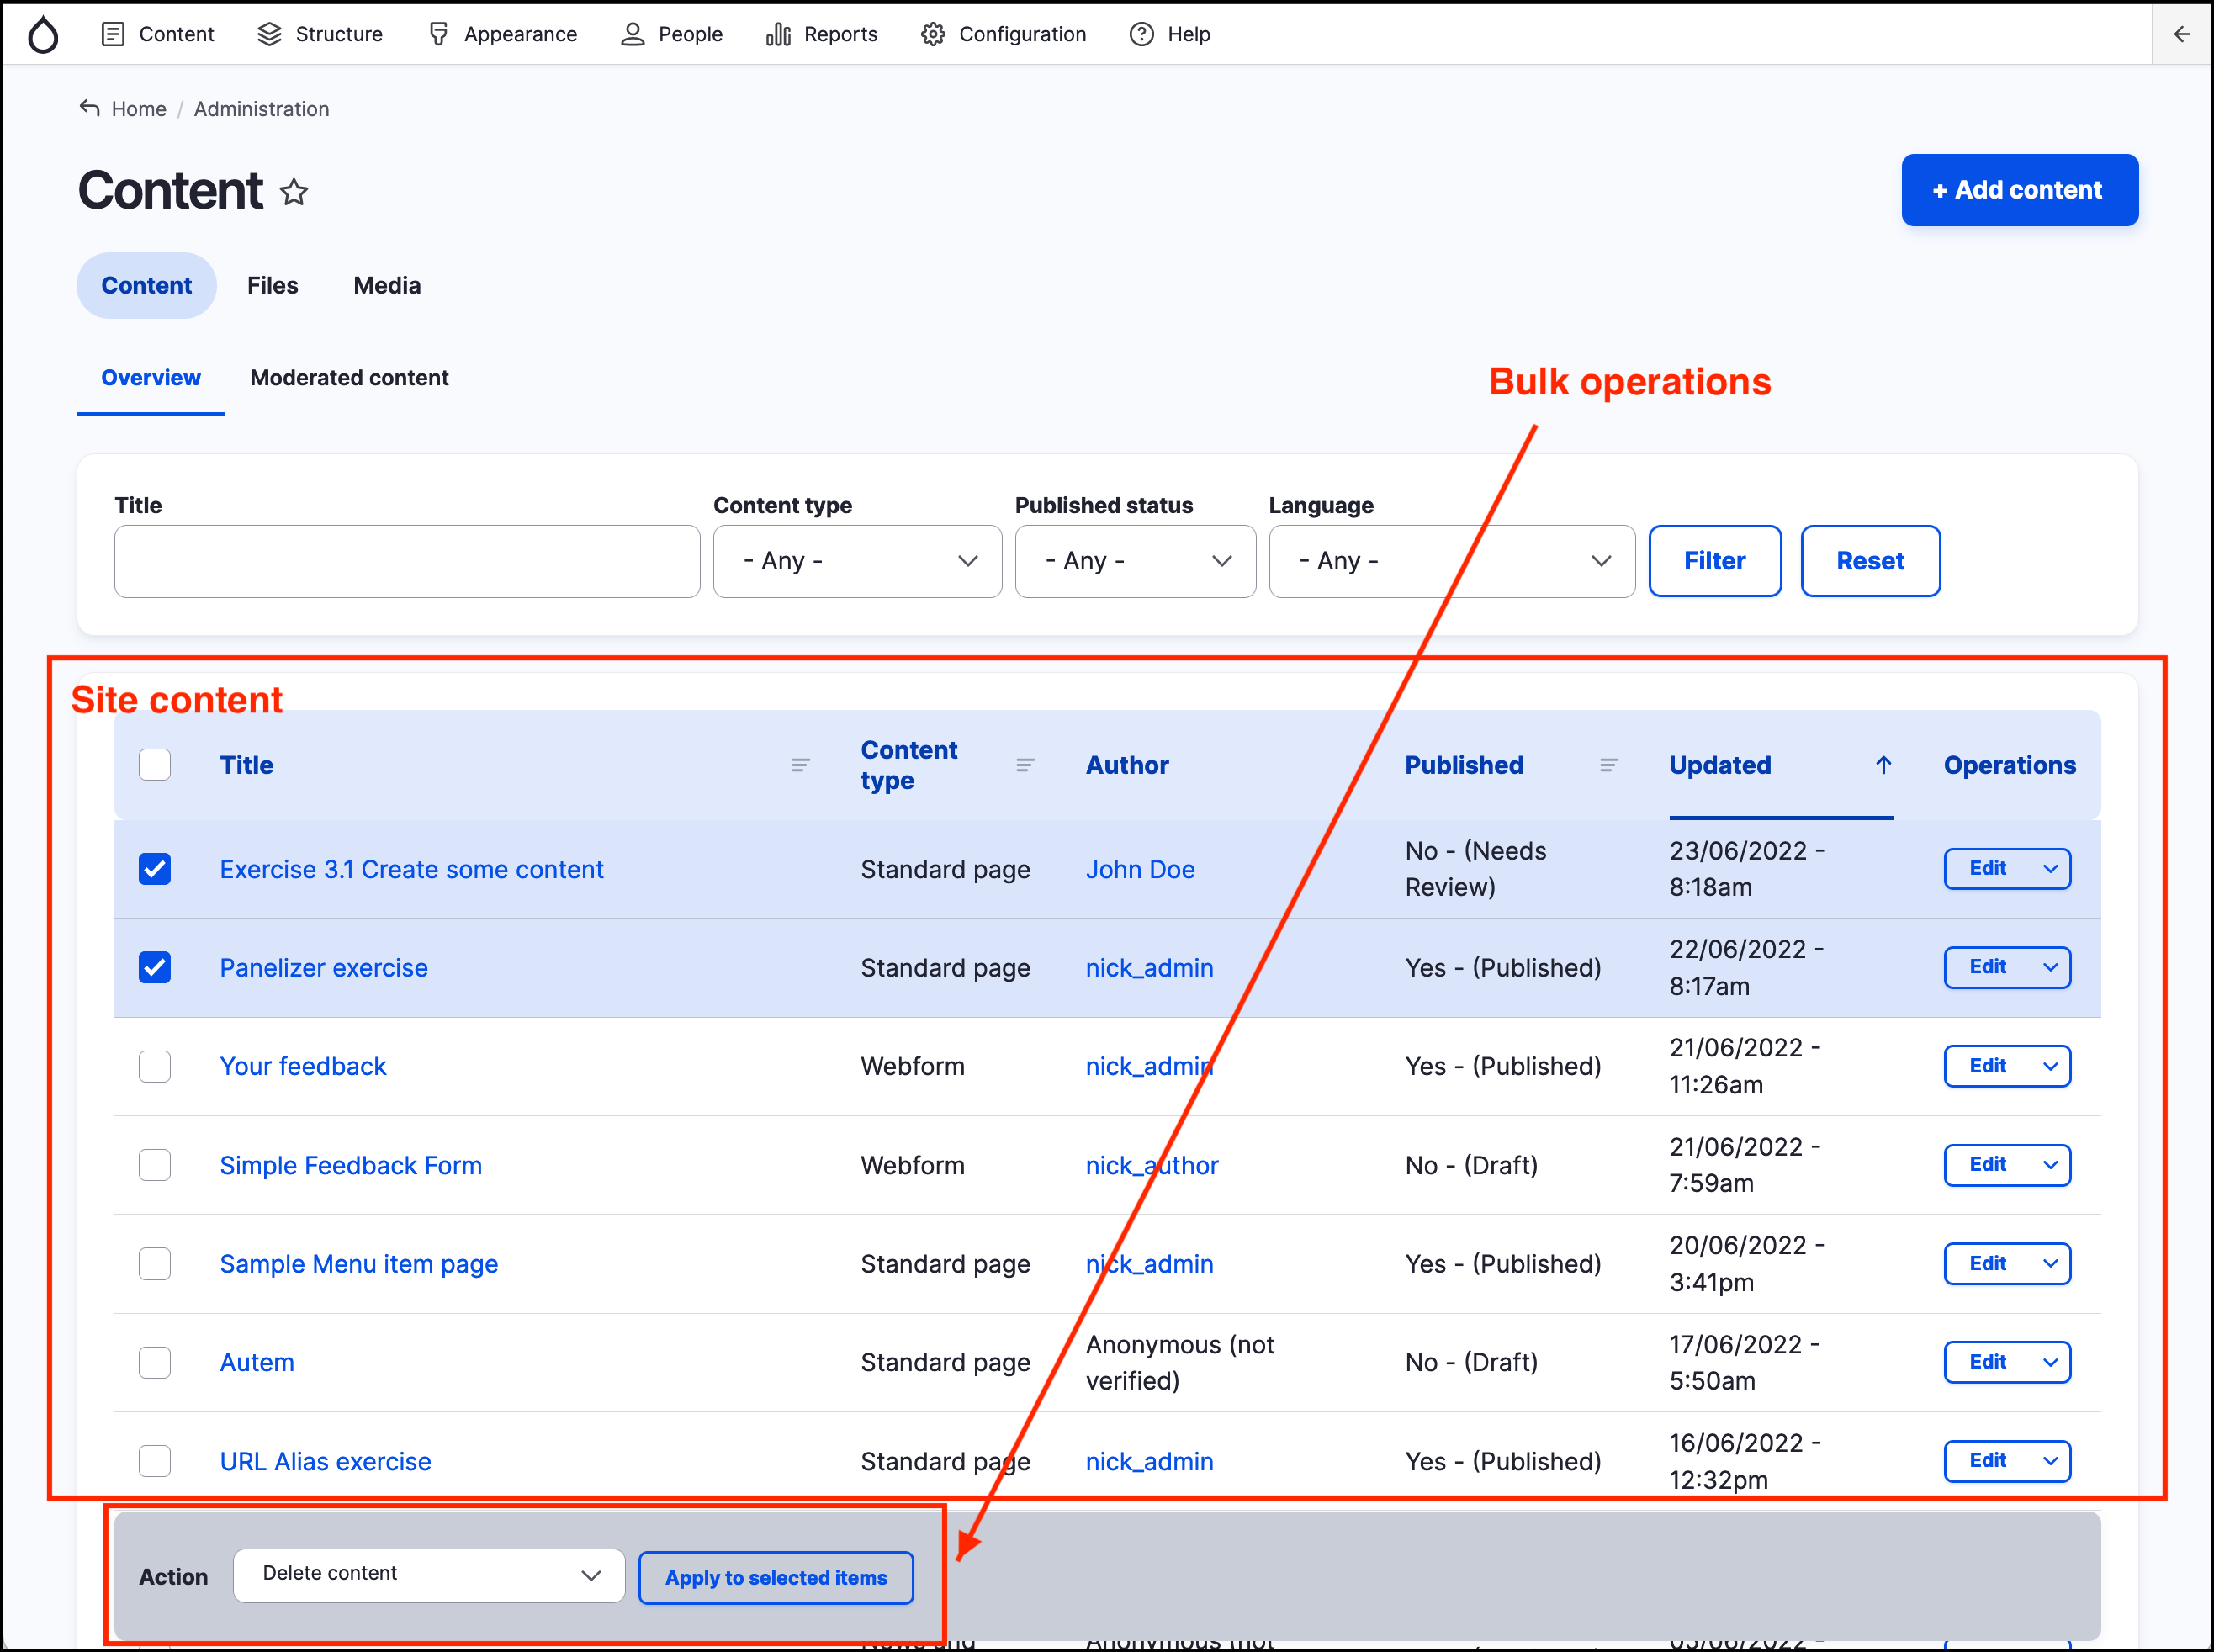 Content Structure Appearance People Reports Configuration Help
Home / Administration
Content
+ Add content
Content Files Media
Overview Moderated content
Bulk operations
Title Content type Published status Language
- Any - - Any - - Any - Filter Reset
Site content
Title Content type Author Published Updated Operations
Exercise 3.1 Create some content Standard page John Doe No - (Needs Review) 23/06/2022 - 8:18am Edit
Panelizer exercise Standard page nick_admin Yes - (Published) 22/06/2022 - 8:17am Edit
Your feedback Webform nick_admin Yes - (Published) 21/06/2022 - 11:26am Edit
Simple Feedback Form Webform nick_author No - (Draft) 21/06/2022 - 7:59am Edit
Sample Menu item page Standard page nick_admin Yes - (Published) 20/06/2022 - 3:41pm Edit
Autem Standard page Anonymous (not verified) No - (Draft) 17/06/2022 - 5:50am Edit
URL Alias exercise Standard page nick_admin Yes - (Published) 16/06/2022 - 12:32pm Edit
Action Delete content Apply to selected items